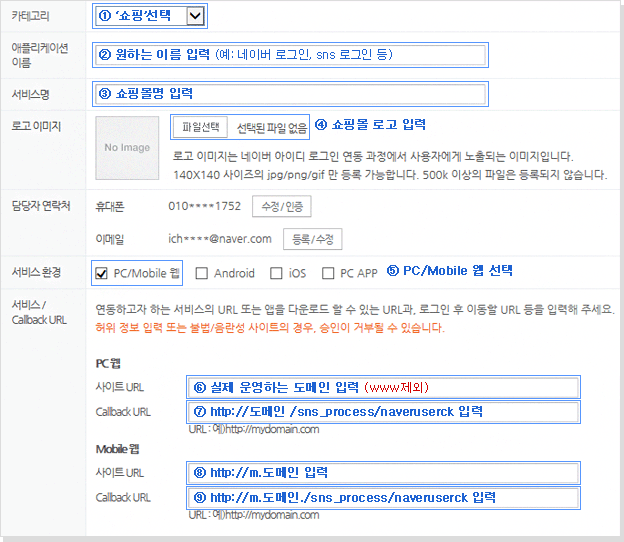 카테고리
① '쇼핑'선택
애플리케이션
이름
② 원하는 이름 입력 (예: 네이버 로그인, sns 로그인 등)
서비스명
③ 쇼핑몰명 입력
로고 이미지
No Image
파일선택 선택된 파일 없음
④ 쇼핑몰 로고 입력
로고 이미지는 네이버 아이디 로그인 연동 과정에서 사용자에게 노출되는 이미지입니다.
140X140 사이즈의 jpg/png/gif 만 등록 가능합니다. 500k 이상의 파일은 등록되지 않습니다.
담당자 연락처
휴대폰 010****1752 수정/인증
이메일 ich****@naver.com 등록/수정
서비스 환경
PC/Mobile 웹 Android iOS PC APP
⑤ PC/Mobile 웹 선택
서비스 /
Callback URL
연동하고자 하는 서비스의 URL 또는 앱을 다운로드 할 수 있는 URL과, 로그인 후 이동할 URL 등을 입력해 주세요.
허위 정보 입력 또는 불법/음란성 사이트의 경우, 승인이 거부될 수 있습니다.
PC 웹
사이트 URL
⑥ 실제 운영하는 도메인 입력 (www제외)
Callback URL
⑦ http://도메인 /sns_process/naveruserck 입력
URL : 예)http://mydomain.com
Mobile 웹
사이트 URL
⑧ http://m.도메인 입력
Callback URL
⑨ http://m.도메인./sns_process/naveruserck 입력
URL : 예)http://mydomain.com